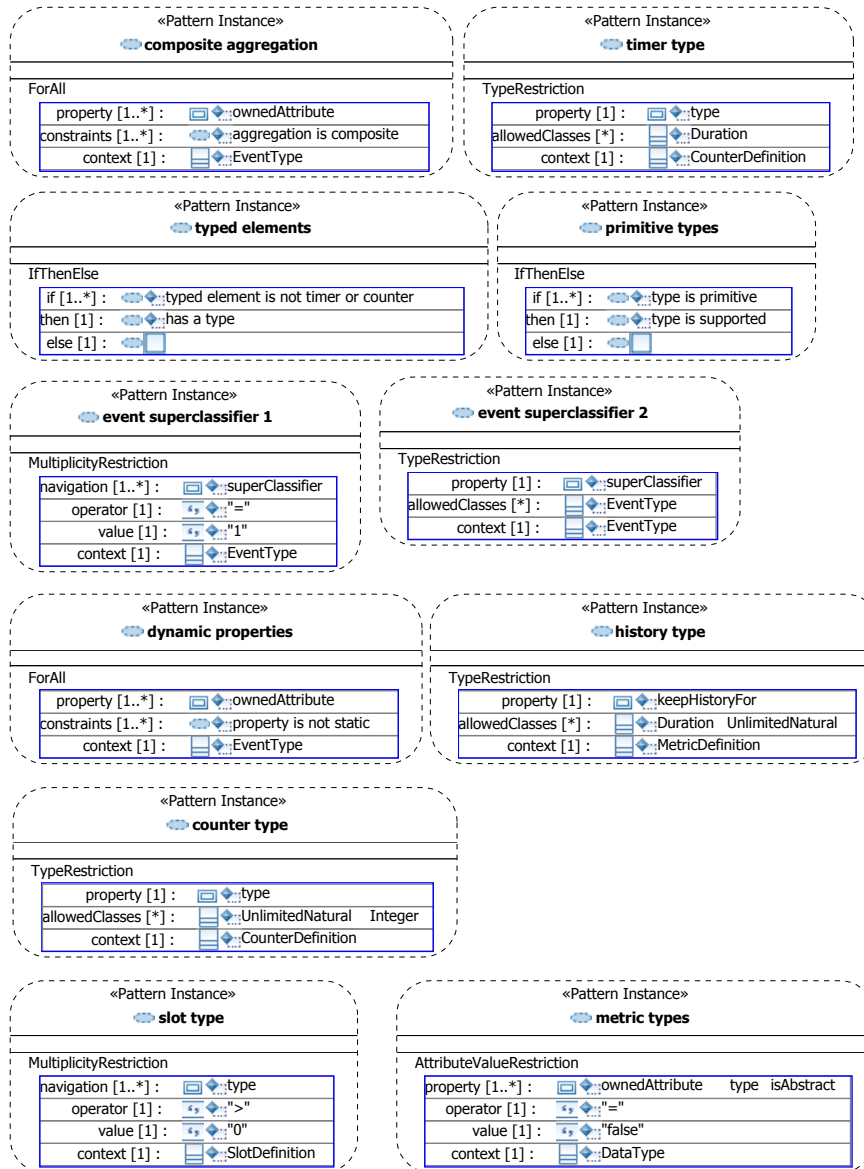 «Pattern Instance»
composite aggregation
ForAll
property [1..*] : ownedAttribute
constraints [1..*] : aggregation is composite
context [1] : EventType
«Pattern Instance»
timer type
TypeRestriction
property [1] : type
allowedClasses [*] : Duration
context [1] : CounterDefinition
«Pattern Instance»
typed elements
IfThenElse
if [1..*] : typed element is not timer or counter
then [1] : has a type
else [1] :
«Pattern Instance»
primitive types
IfThenElse
if [1..*] : type is primitive
then [1] : type is supported
else [1] :
«Pattern Instance»
event superclassifier 1
MultiplicityRestriction
navigation [1..*] : superClassifier
operator [1] : "="
value [1] : "1"
context [1] : EventType
«Pattern Instance»
event superclassifier 2
TypeRestriction
property [1] : superClassifier
allowedClasses [*] : EventType
context [1] : EventType
«Pattern Instance»
dynamic properties
ForAll
property [1..*] : ownedAttribute
constraints [1..*] : property is not static
context [1] : EventType
«Pattern Instance»
history type
TypeRestriction
property [1] : keepHistoryFor
allowedClasses [*] : Duration UnlimitedNatural
context [1] : MetricDefinition
«Pattern Instance»
counter type
TypeRestriction
property [1] : type
allowedClasses [*] : UnlimitedNatural Integer
context [1] : CounterDefinition
«Pattern Instance»
slot type
MultiplicityRestriction
navigation [1..*] : type
operator [1] : ">"
value [1] : "0"
context [1] : SlotDefinition
«Pattern Instance»
metric types
AttributeValueRestriction
property [1..*] : ownedAttribute type isAbstract
operator [1] : "="
value [1] : "false"
context [1] : DataType